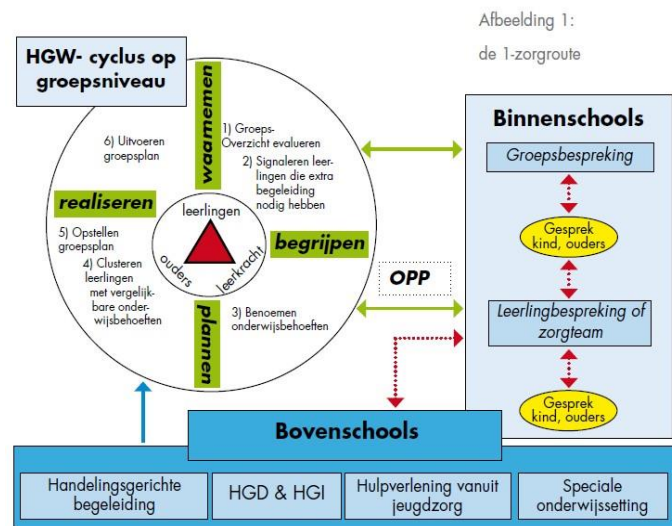 Afbeelding 1:
de 1-zorgroute
HGW- cyclus op
groepsniveau
waarnemen
1) Groeps-
Overzicht evalueren
2) Signaleren leer-
lingen die extra
begeleiding
nodig hebben
begrijpen
3) Benoemen
onderwijsbehoeften
plannen
4) Clusteren
leerlingen
met vergelijk-
bare onder-
wijsbehoeften
5) Opstellen
groepsplan
realiseren
6) Uitvoeren
groepsplan
leerlingen
ouders
leerkracht
OPP
Binnenschools
Groepsbespreking
Gesprek
kind, ouders
Leerlingbespreking of
zorgteam
Gesprek
kind, ouders
Bovenschools
Handelingsgerichte
begeleiding
HGD & HGI
Hulpverlening vanuit
jeugdzorg
Speciale
onderwijssetting